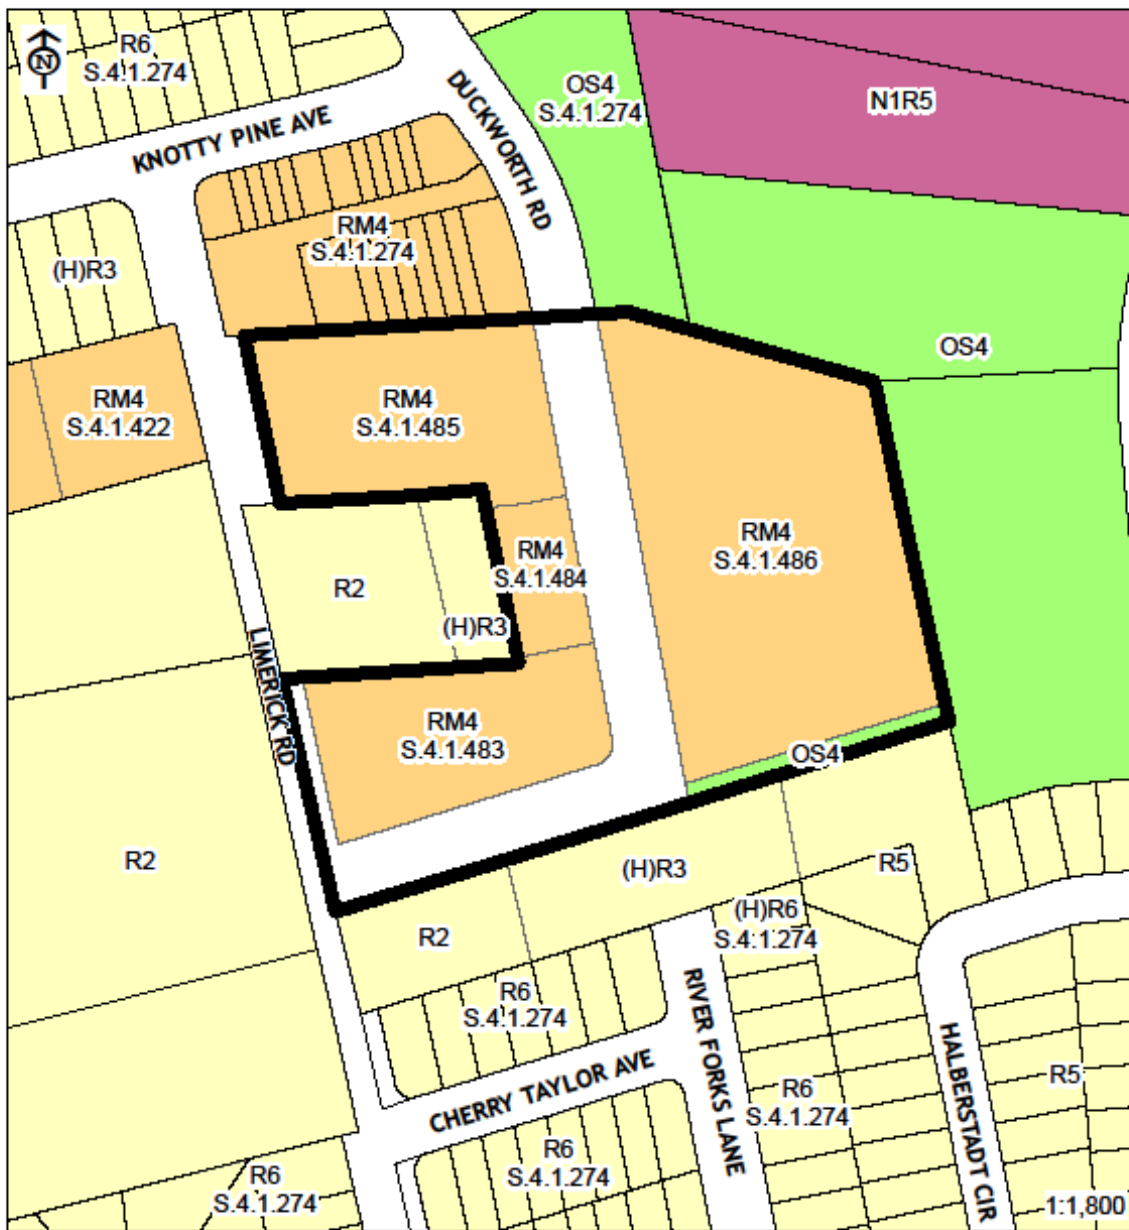 N
R6
S.4.1.274
KNOTTY PINE AVE
DUCKWORTH RD
OS4
S.4.1.274
N1R5
(H)R3
RM4
S.4.1.274
OS4
RM4
S.4.1.422
RM4
S.4.1.485
RM4
S.4.1.484
RM4
S.4.1.486
R2
(H)R3
LIMERICK RD
RM4
S.4.1.483
OS4
R2
(H)R3
R5
R2
(H)R6
S.4.1.274
R6
S.4.1.274
RIVER FORKS LANE
HALBERSTADT CIR
CHERRY TAYLOR AVE
R6
S.4.1.274
R5
R6
S.4.1.274
R6
S.4.1.274
1:1,800